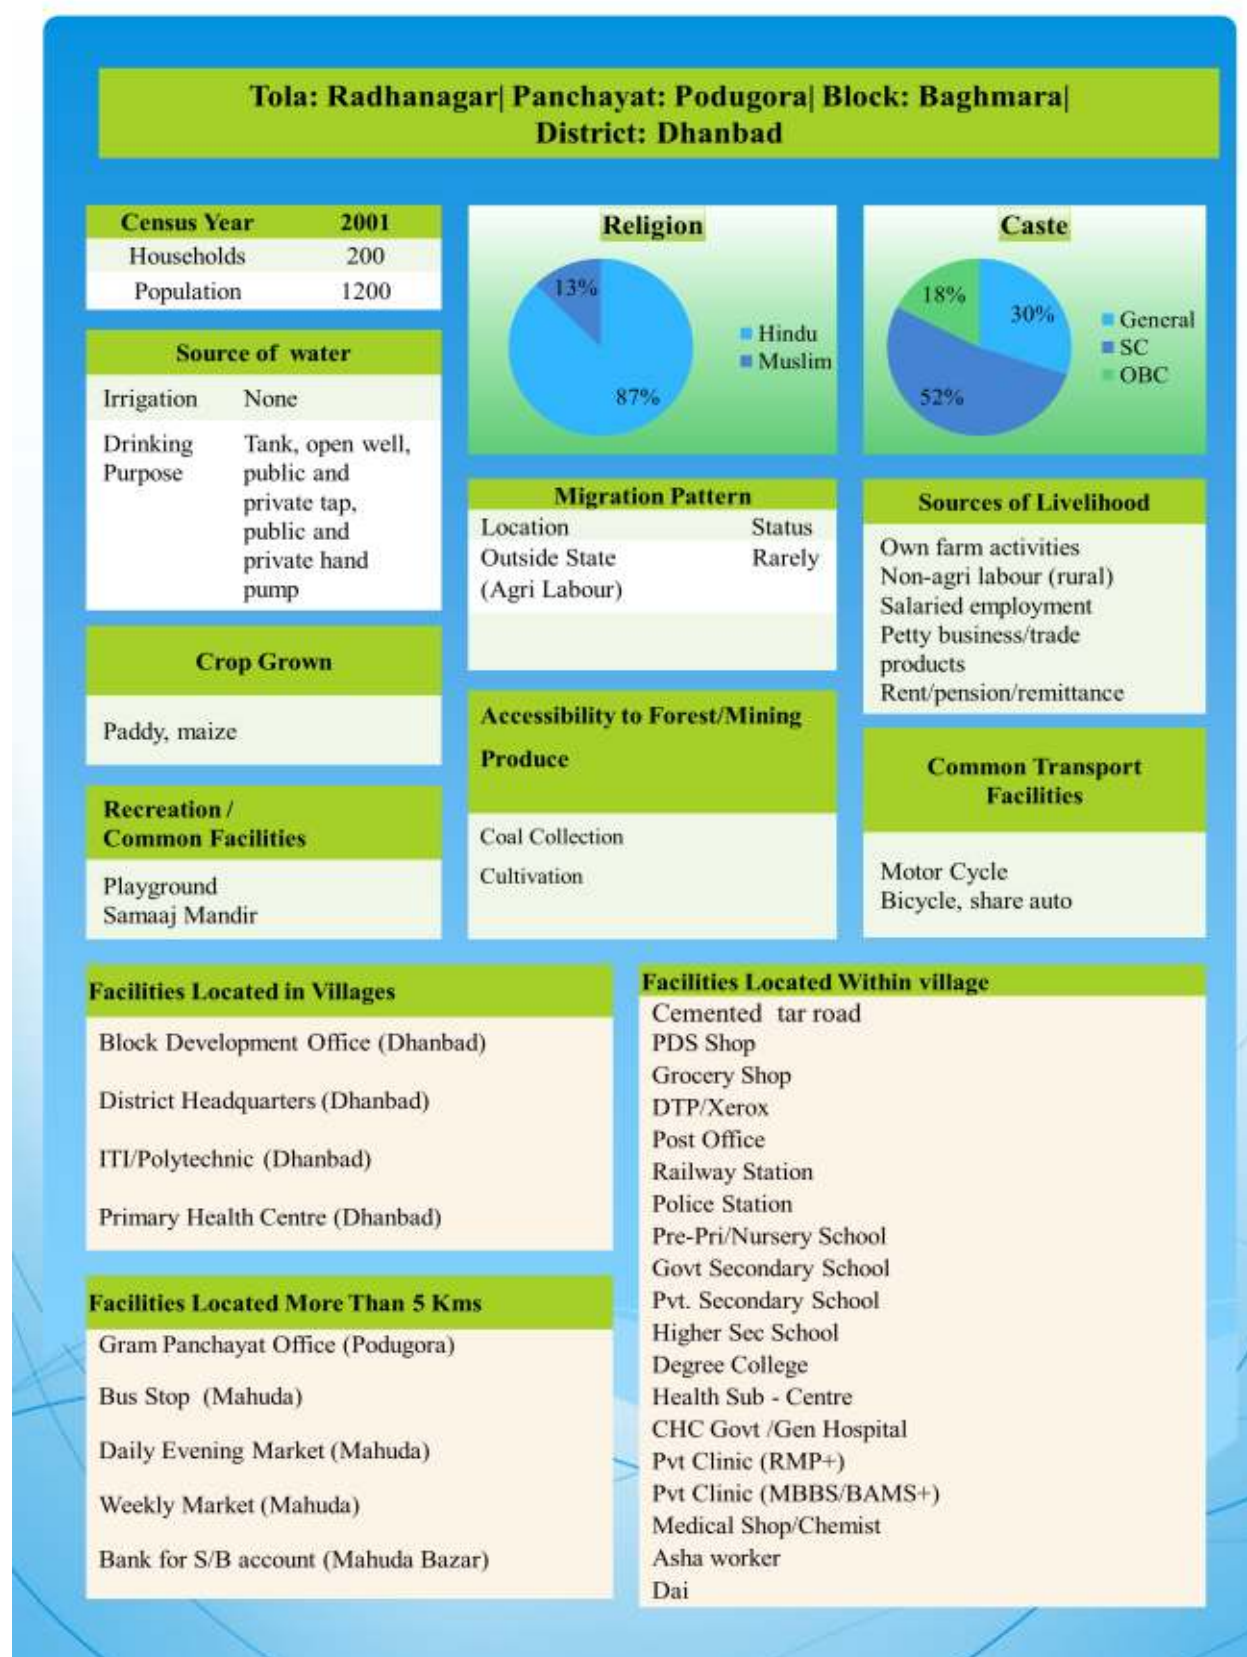 Tola: Radhanagar| Panchayat: Podugora| Block: Baghmara|
District: Dhanbad
Census Year 2001
Households 200
Population 1200
Source of water
Irrigation None
Drinking Tank, open well,
Purpose public and
private tap,
public and
private hand
pump
Crop Grown
Paddy, maize
Recreation /
Common Facilities
Playground
Samaaj Mandir
Religion
13%
87%
Hindu
Muslim
Migration Pattern
Location Status
Outside State Rarely
(Agri Labour)
Accessibility to Forest/Mining
Produce
Coal Collection
Cultivation
Caste
18%
30%
52%
General
SC
OBC
Sources of Livelihood
Own farm activities
Non-agri labour (rural)
Salaried employment
Petty business/trade
products
Rent/pension/remittance
Common Transport
Facilities
Motor Cycle
Bicycle, share auto
Facilities Located in Villages
Block Development Office (Dhanbad)
District Headquarters (Dhanbad)
ITI/Polytechnic (Dhanbad)
Primary Health Centre (Dhanbad)
Facilities Located More Than 5 Kms
Gram Panchayat Office (Podugora)
Bus Stop (Mahuda)
Daily Evening Market (Mahuda)
Weekly Market (Mahuda)
Bank for S/B account (Mahuda Bazar)
Facilities Located Within village
Cemented tar road
PDS Shop
Grocery Shop
DTP/Xerox
Post Office
Railway Station
Police Station
Pre-Pri/Nursery School
Govt Secondary School
Pvt. Secondary School
Higher Sec School
Degree College
Health Sub - Centre
CHC Govt /Gen Hospital
Pvt Clinic (RMP+)
Pvt Clinic (MBBS/BAMS+)
Medical Shop/Chemist
Asha worker
Dai